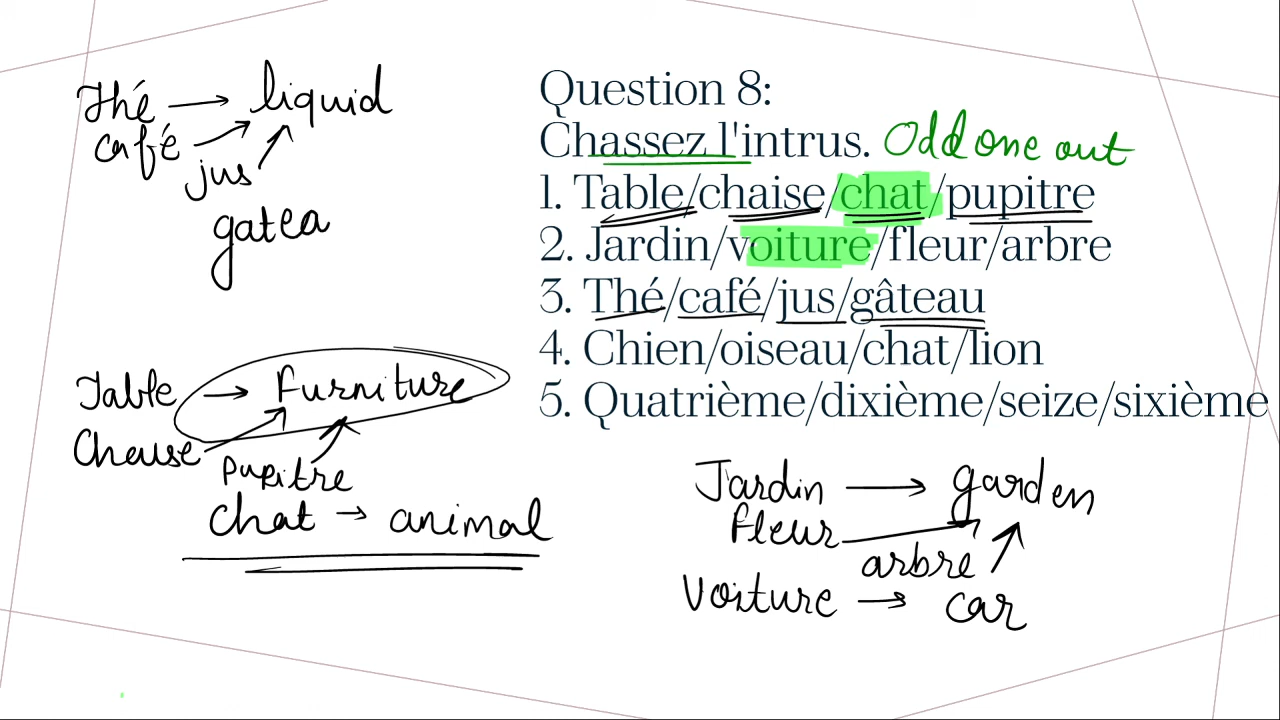 Thé → liquid
café
jus
gatea
Question 8:
Chassez l'intrus. Odd one out
1. Table/chaise/chat/pupitre
2. Jardin/voiture/fleur/arbre
3. Thé/café/jus/gâteau
4. Chien/oiseau/chat/lion
5. Quatrième/dixième/seize/sixième
Table → furniture
Chause
pupitre
chat → animal
Jardin → garden
fleur
arbre
Voiture → car